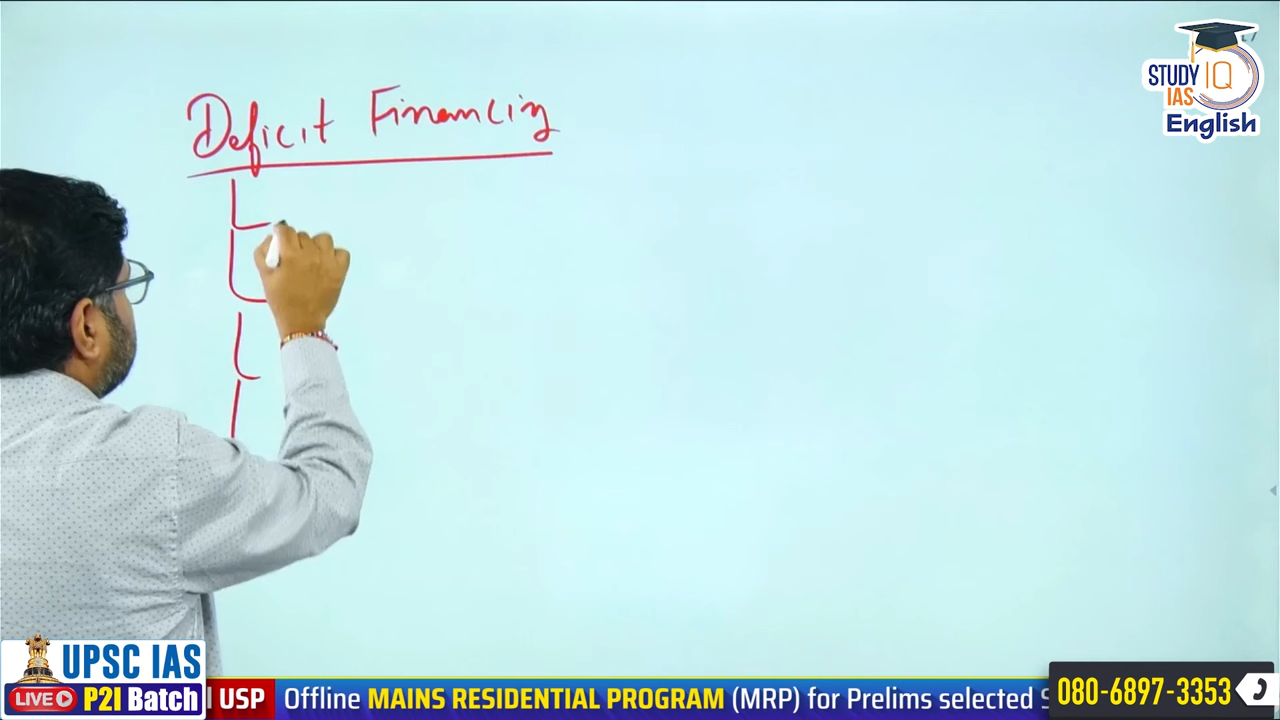 STUDY IQ
IAS
English
Deficit Financing
UPSC IAS
LIVE P2I Batch
USP Offline MAINS RESIDENTIAL PROGRAM (MRP) for Prelims selected S
080-6897-3353